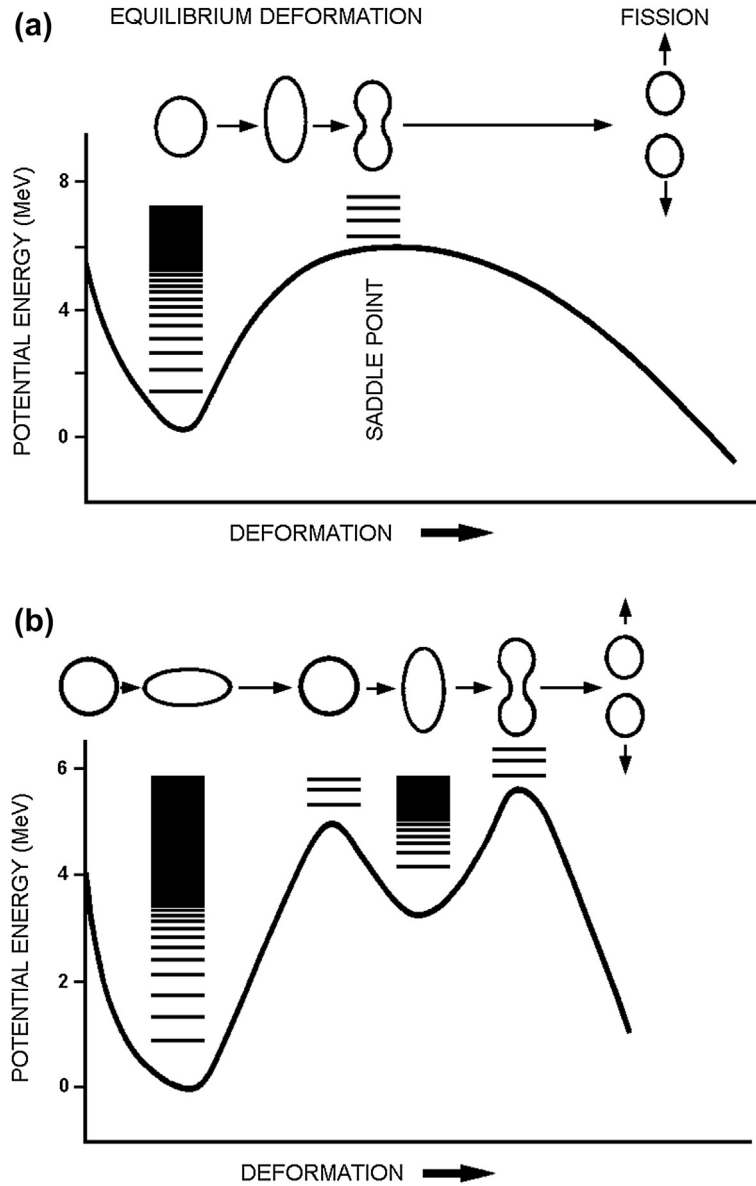 (a)
EQUILIBRIUM DEFORMATION
FISSION
POTENTIAL ENERGY (MeV)
8
4
0
SADDLE POINT
DEFORMATION
(b)
POTENTIAL ENERGY (MeV)
6
4
2
0
DEFORMATION